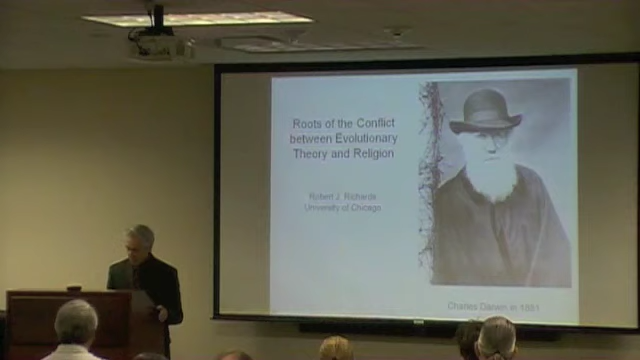 Roots of the Conflict
between Evolutionary
Theory and Religion
Robert J. Richards
University of Chicago
Charles Darwin in 1881